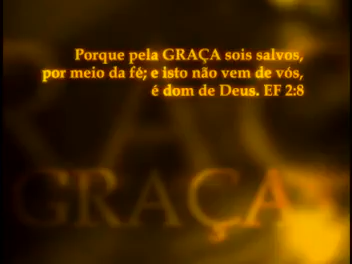 Porque pela GRAÇA sois salvos,
por meio da fé; e isto não vem de vós,
é dom de Deus. EF 2:8
GRAÇA